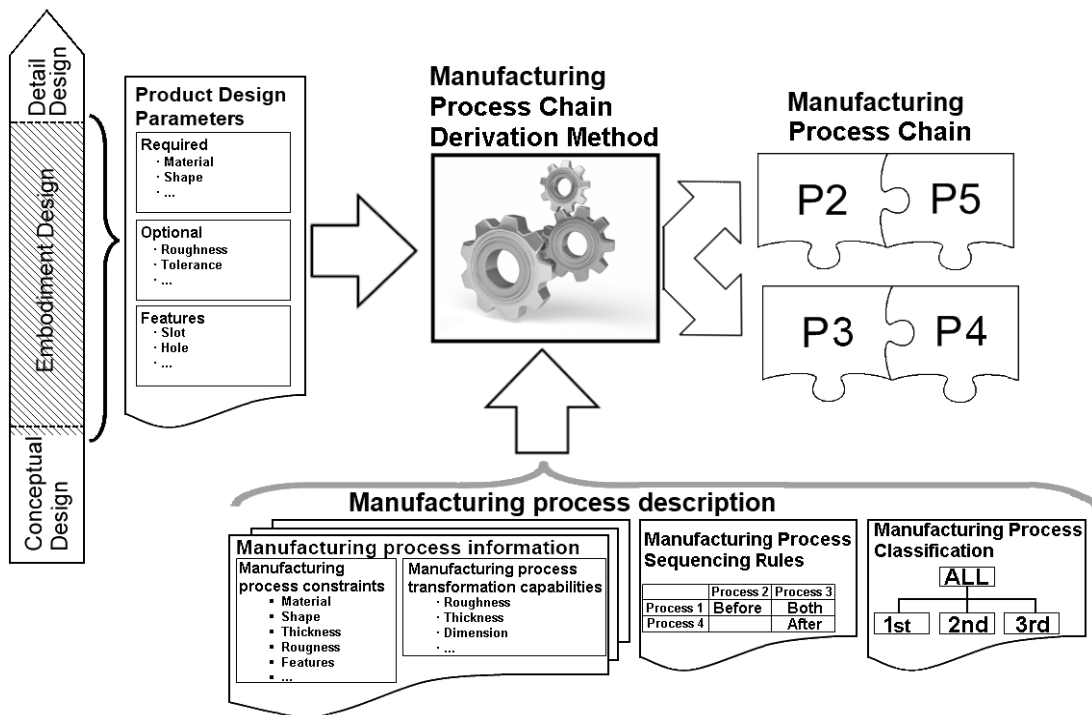 Detail
Design
Embodiment Design
Conceptual
Design
Product Design
Parameters
Required
· Material
· Shape
· ...
Optional
· Roughness
· Tolerance
· ...
Features
· Slot
· Hole
· ...
Manufacturing
Process Chain
Derivation Method
Manufacturing
Process Chain
P2 P5
P3 P4
Manufacturing process description
Manufacturing process information
Manufacturing
process constraints
▪ Material
▪ Shape
▪ Thickness
▪ Rougness
▪ Features
▪ ...
Manufacturing process
transformation capabilities
· Roughness
· Thickness
· Dimension
· ...
Manufacturing Process
Sequencing Rules
Process 2 Process 3
Process 1 Before Both
Process 4 After
Manufacturing Process
Classification
ALL
1st 2nd 3rd